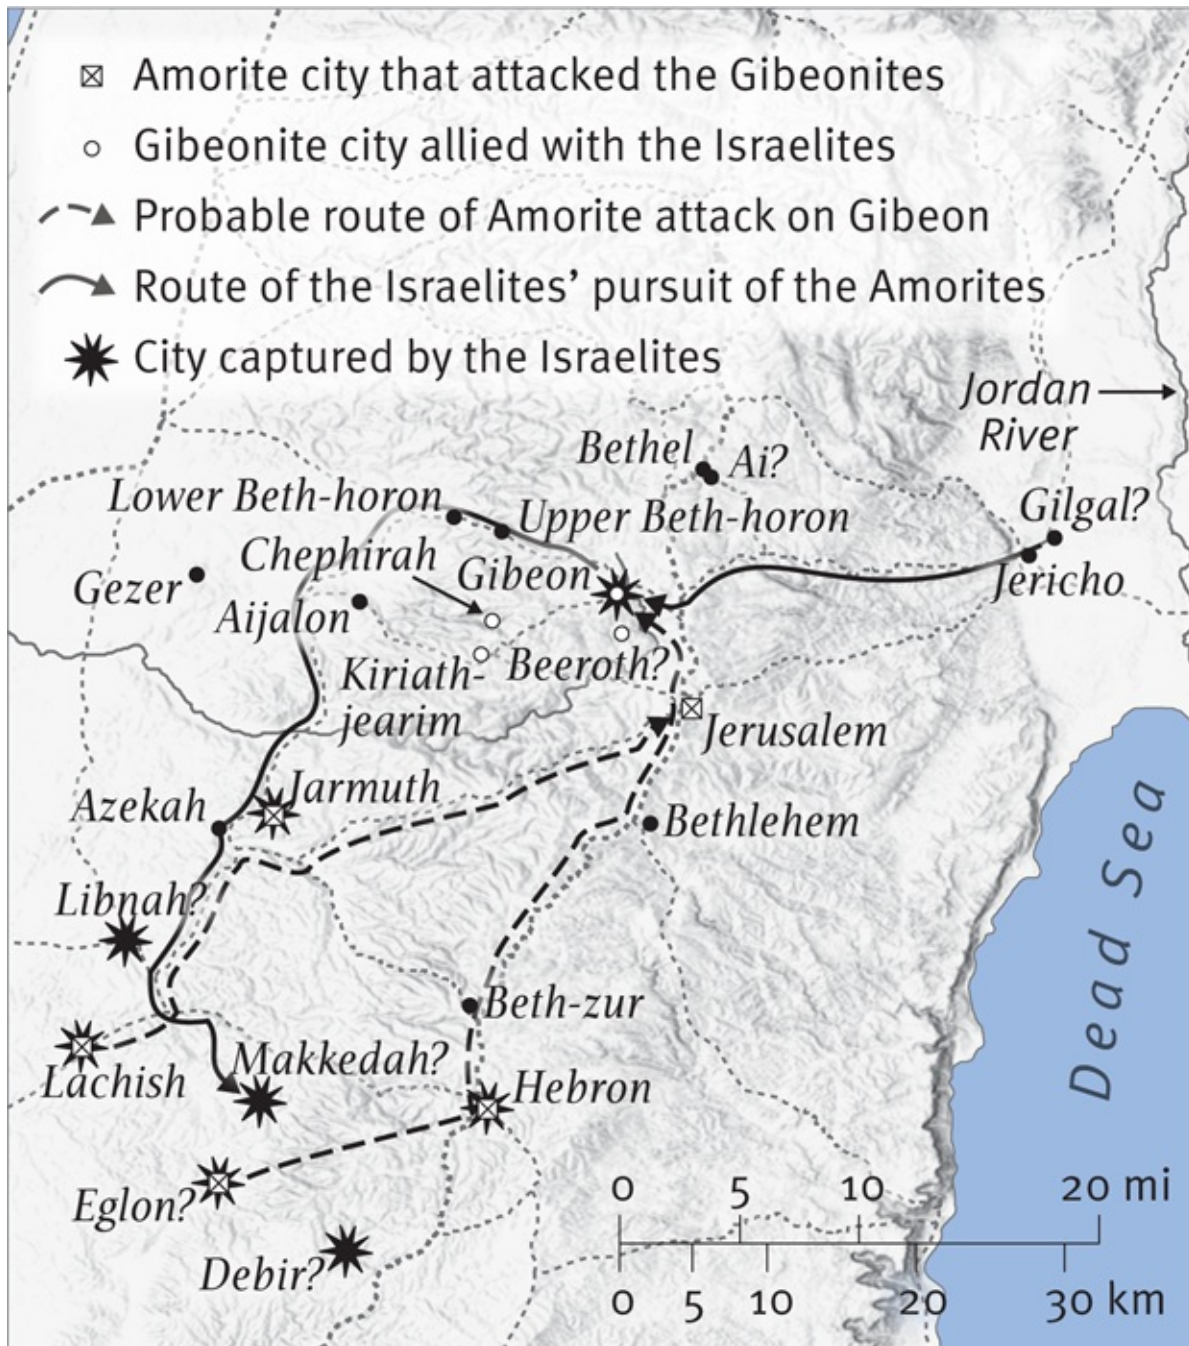 Amorite city that attacked the Gibeonites
Gibeonite city allied with the Israelites
Probable route of Amorite attack on Gibeon
Route of the Israelites’ pursuit of the Amorites
City captured by the Israelites
Jordan
River
Bethel
Ai?
Lower Beth-horon
Upper Beth-horon
Gilgal?
Chephirah
Gibeon
Jericho
Gezer
Aijalon
Kiriath-
jearim
Beeroth?
Jerusalem
Jarmuth
Azekah
Bethlehem
Libnah?
Dead Sea
Beth-zur
Makkedah?
Lachish
Hebron
Eglon?
Debir?
0 5 10 20 mi
0 5 10 20 30 km